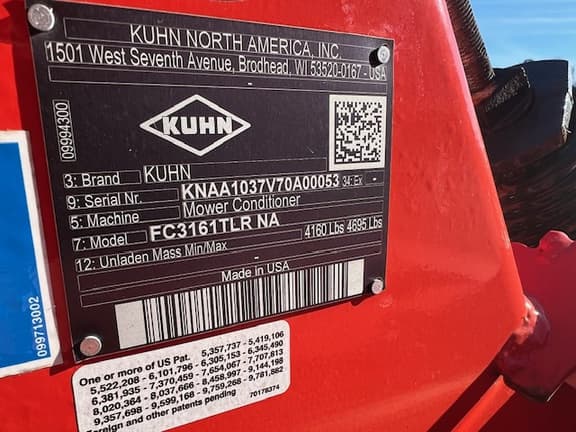 KUHN NORTH AMERICA, INC.
1501 West Seventh Avenue, Brodhead, WI 53520-0167 - USA
09994300
KUHN
3: Brand KUHN
9: Serial Nr. KNAA1037V70A00053 34: Ex -
5: Machine Mower Conditioner
7: Model FC3161TLR NA
12: Unladen Mass Min/Max 4160 Lbs 4695 Lbs
Made in USA
099713002
One or more of US Pat. 5,357,737 - 5,419,106
5,522,208 - 6,101,796 - 6,305,153 - 6,345,490
6,381,935 - 7,370,459 - 7,654,067 - 7,707,813
8,020,364 - 8,037,666 - 8,458,997 - 9,144,198
9,357,698 - 9,599,168 - 9,759,268 - 9,781,882
Foreign and other patents pending
70178374